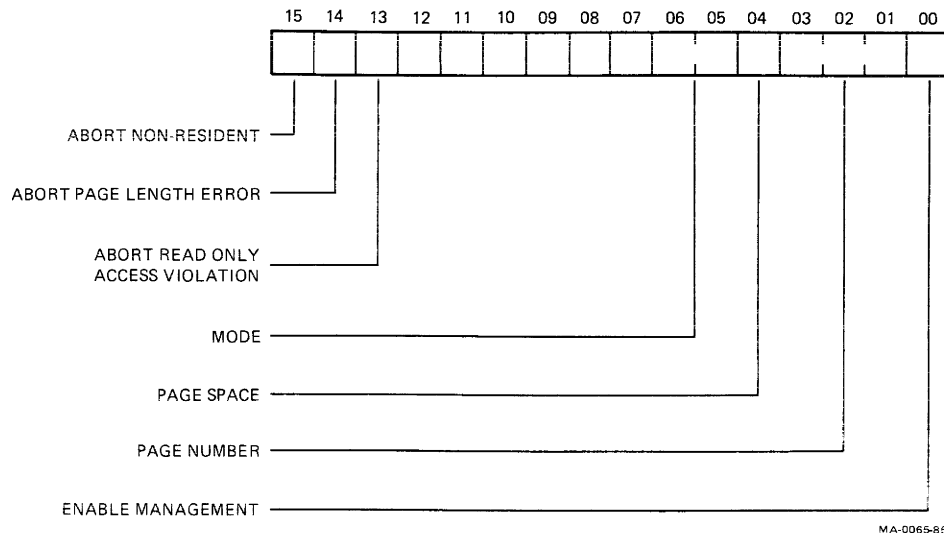 15 14 13 12 11 10 09 08 07 06 05 04 03 02 01 00
ABORT NON-RESIDENT
ABORT PAGE LENGTH ERROR
ABORT READ ONLY
ACCESS VIOLATION
MODE
PAGE SPACE
PAGE NUMBER
ENABLE MANAGEMENT